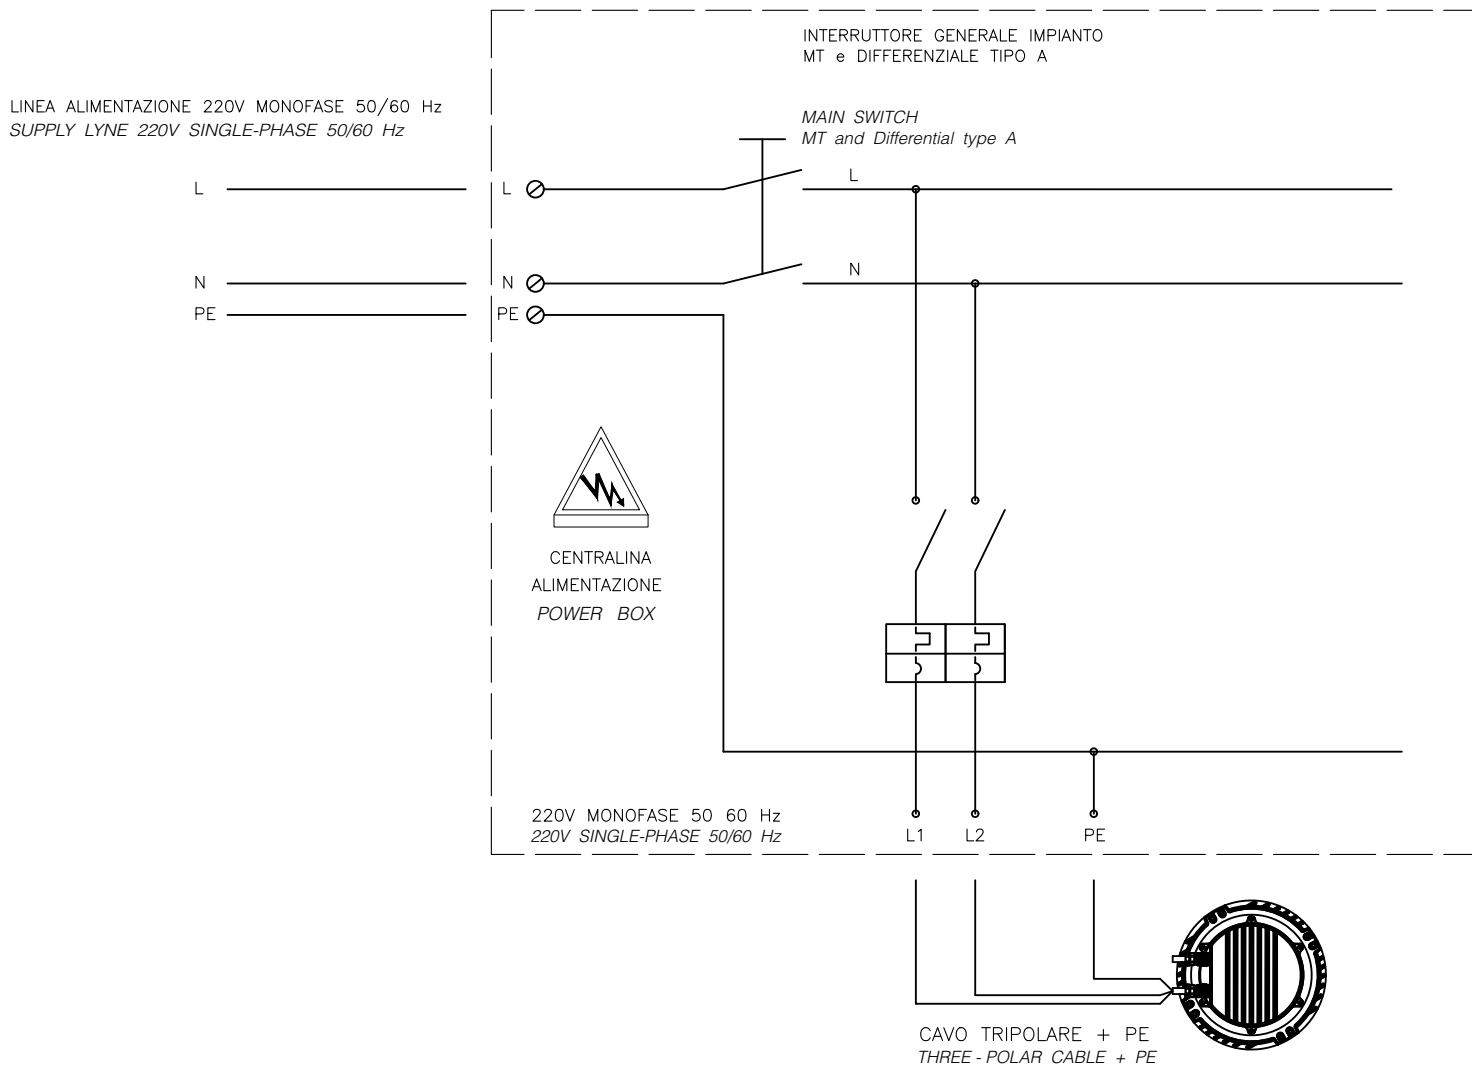 INTERRUTTORE GENERALE IMPIANTO
MT e DIFFERENZIALE TIPO A
LINEA ALIMENTAZIONE 220V MONOFASE 50/60 Hz
SUPPLY LYNE 220V SINGLE-PHASE 50/60 Hz
MAIN SWITCH
MT and Differential type A
L L L
N N N
PE PE
CENTRALINA
ALIMENTAZIONE
POWER BOX
220V MONOFASE 50 60 Hz
220V SINGLE-PHASE 50/60 Hz
L1 L2 PE
CAVO TRIPOLARE + PE
THREE - POLAR CABLE + PE